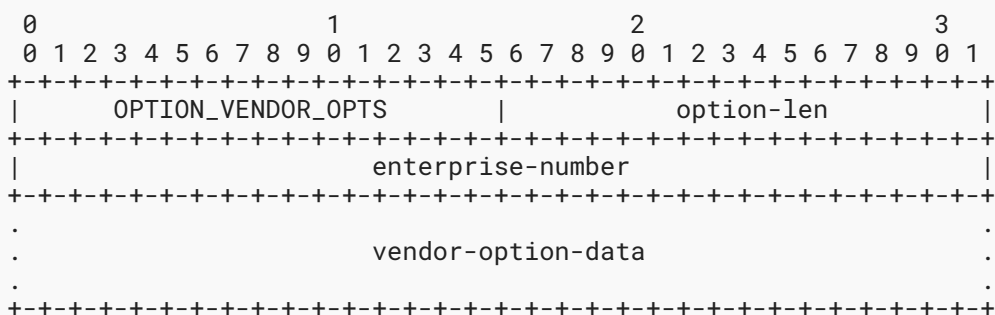 0                   1                   2                   3
 0 1 2 3 4 5 6 7 8 9 0 1 2 3 4 5 6 7 8 9 0 1 2 3 4 5 6 7 8 9 0 1
+-+-+-+-+-+-+-+-+-+-+-+-+-+-+-+-+-+-+-+-+-+-+-+-+-+-+-+-+-+-+-+-+
|      OPTION_VENDOR_OPTS       |           option-len          |
+-+-+-+-+-+-+-+-+-+-+-+-+-+-+-+-+-+-+-+-+-+-+-+-+-+-+-+-+-+-+-+-+
|                       enterprise-number                       |
+-+-+-+-+-+-+-+-+-+-+-+-+-+-+-+-+-+-+-+-+-+-+-+-+-+-+-+-+-+-+-+-+
.                                                               .
.                       vendor-option-data                      .
.                                                               .
+-+-+-+-+-+-+-+-+-+-+-+-+-+-+-+-+-+-+-+-+-+-+-+-+-+-+-+-+-+-+-+-+